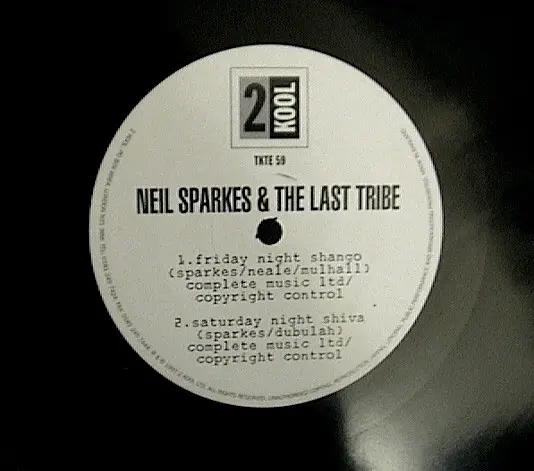 2
KOOL
TKTE 59
NEIL SPARKES & THE LAST TRIBE
1.friday night shango
(sparkes/neale/mulhall)
complete music ltd/
copyright control
2.saturday night shiva
(sparkes/dubulah)
complete music ltd/
copyright control